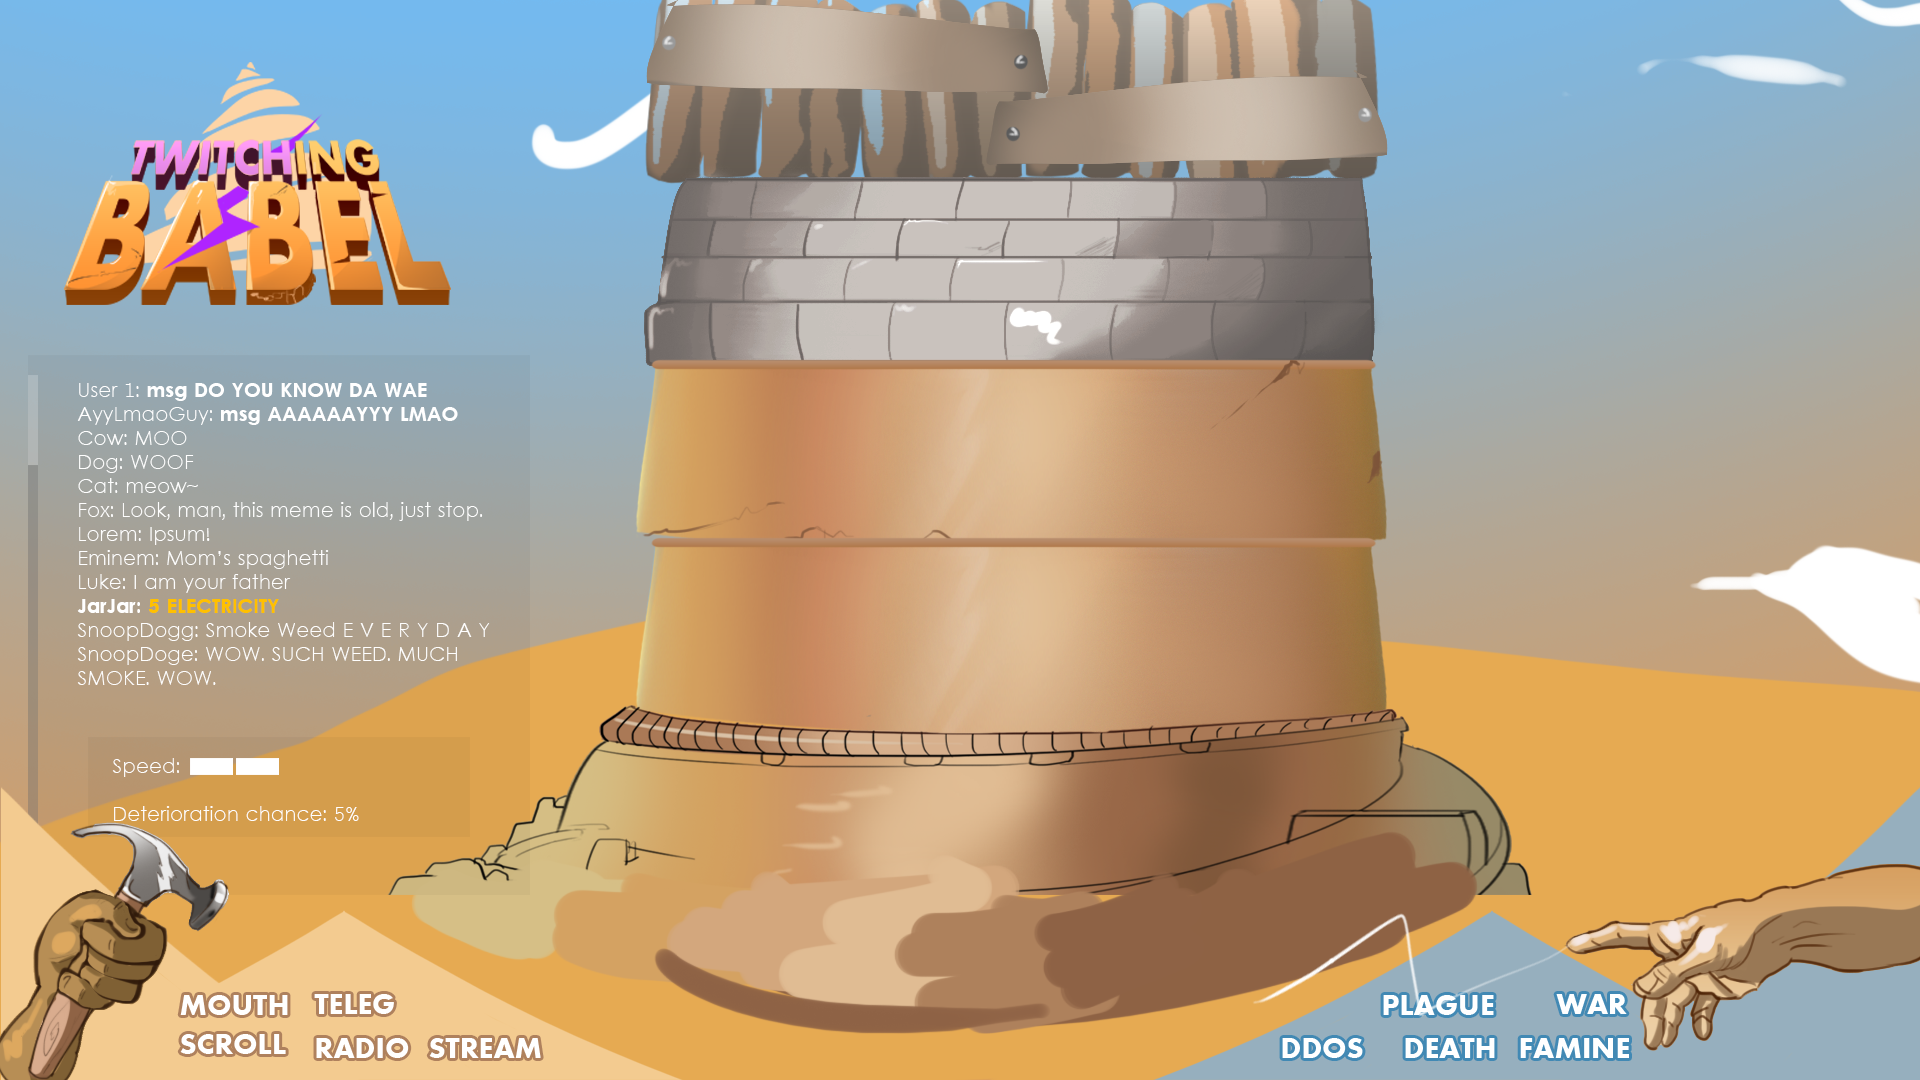 TWITCHING
BABEL
User 1: msg DO YOU KNOW DA WAE
AyyLmaoGuy: msg AAAAAAYYY LMAO
Cow: MOO
Dog: WOOF
Cat: meow~
Fox: Look, man, this meme is old, just stop.
Lorem: Ipsum!
Eminem: Mom's spaghetti
Luke: I am your father
JarJar: 5 ELECTRICITY
SnoopDogg: Smoke Weed E V E R Y D A Y
SnoopDoge: WOW. SUCH WEED. MUCH
SMOKE. WOW.
Speed:
Deterioration chance: 5%
MOUTH TELEG
SCROLL RADIO STREAM
PLAGUE WAR
DDOS DEATH FAMINE